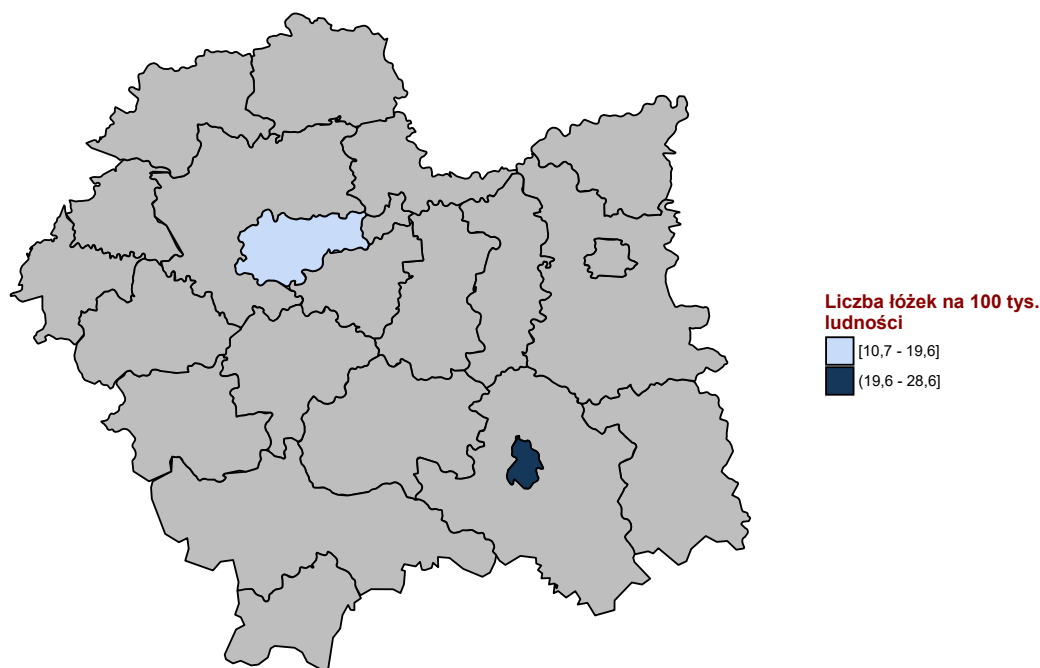 Liczba łóżek na 100 tys.
ludności
[10,7 - 19,6]
(19,6 - 28,6]